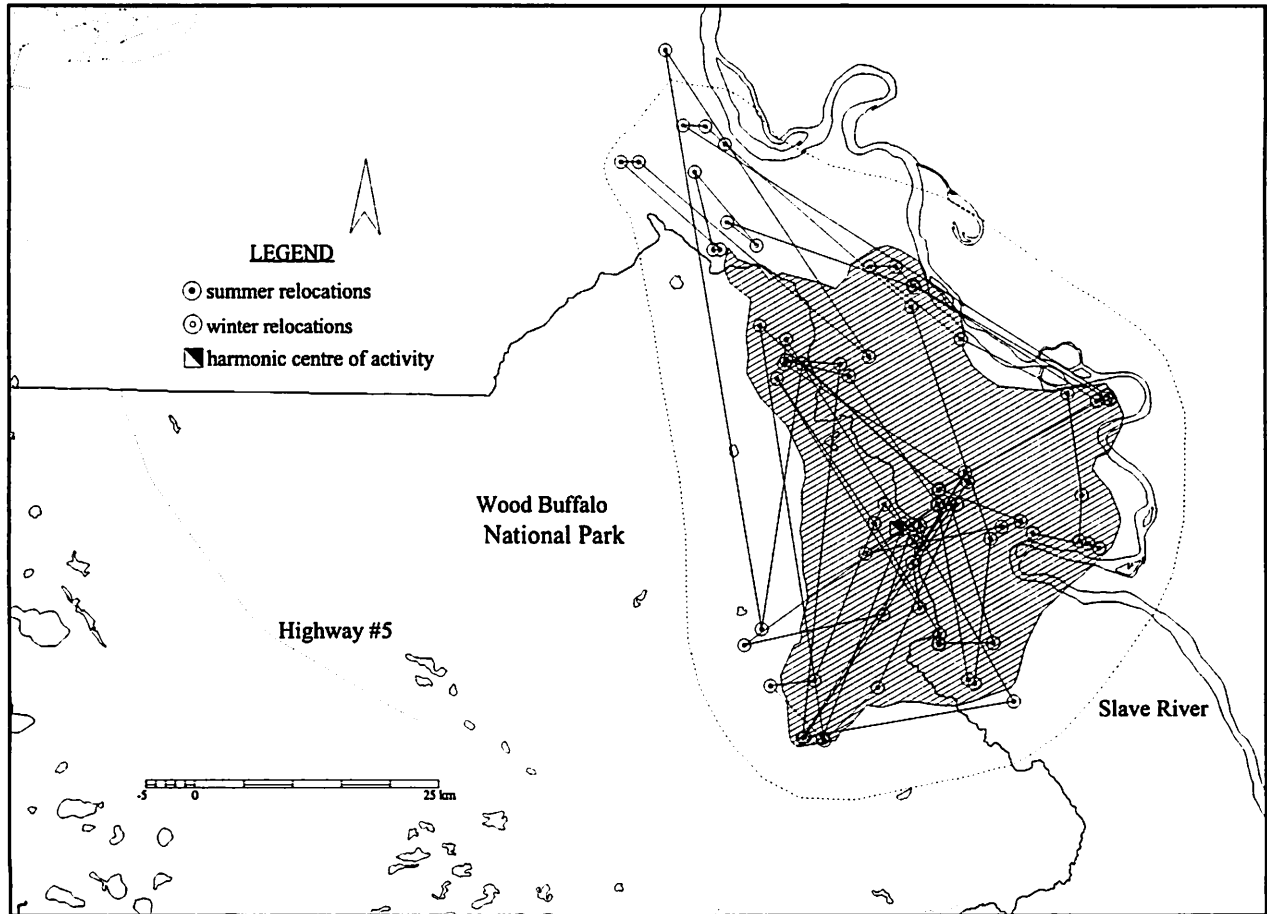 LEGEND
summer relocations
winter relocations
harmonic centre of activity
Wood Buffalo
National Park
Highway #5
Slave River
-5 0 25 km